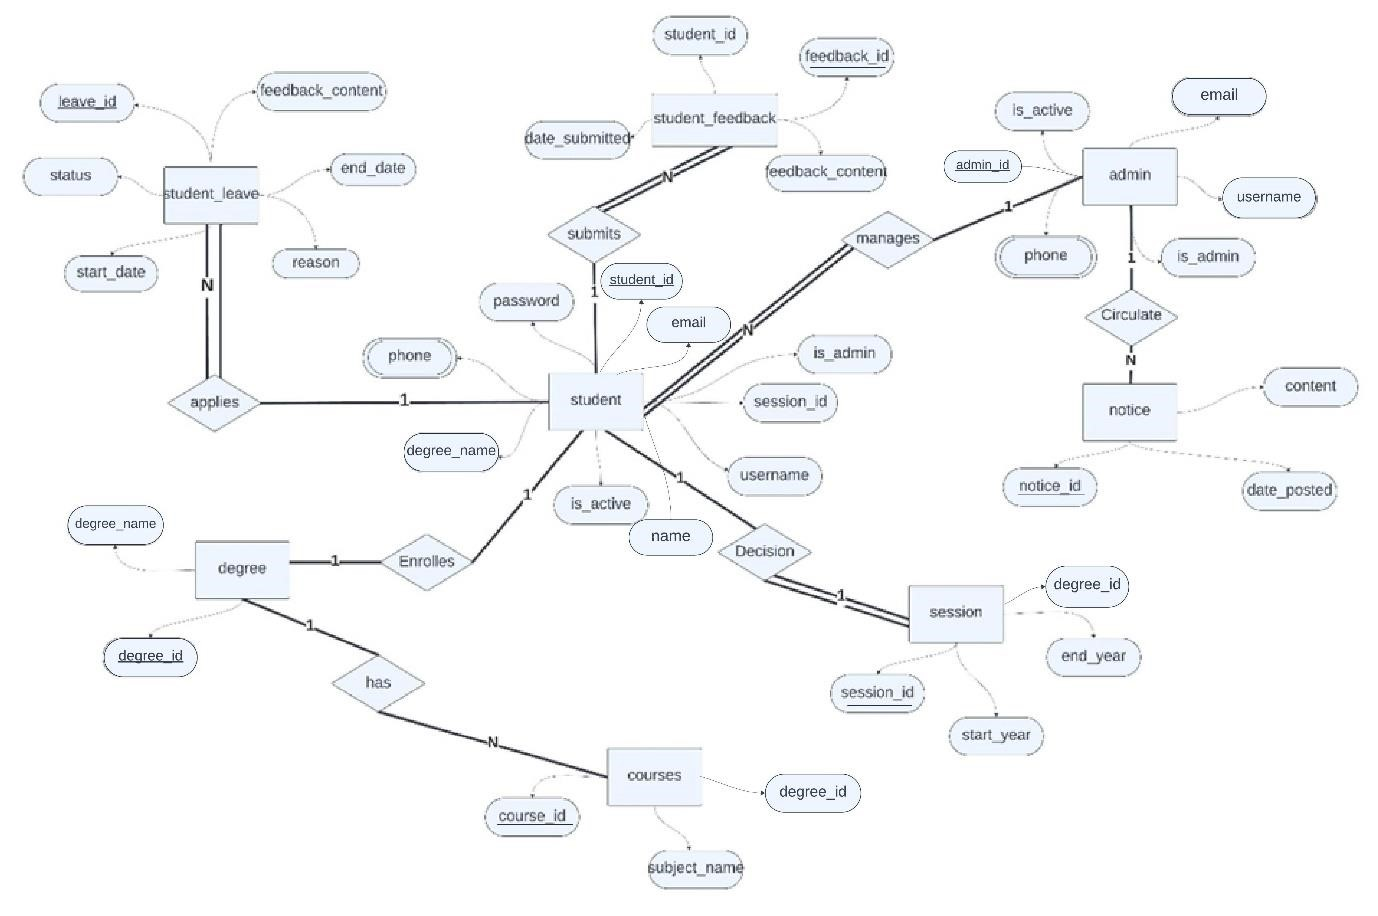 student_id
feedback_id
leave_id
feedback_content
student_feedback
email
is_active
date_submitted
admin_id
admin
status
end_date
feedback_content
student_leave
username
N
1
submits
manages
phone
is_admin
start_date
reason
N
1
1
student_id
password
email
Circulate
N
phone
is_admin
N
applies
1
student
session_id
notice
content
degree_name
username
1
1
is_active
notice_id
date_posted
degree_name
name
degree
1
Enrolles
Decision
1
session
degree_id
1
degree_id
end_year
has
session_id
start_year
N
courses
degree_id
course_id
subject_name